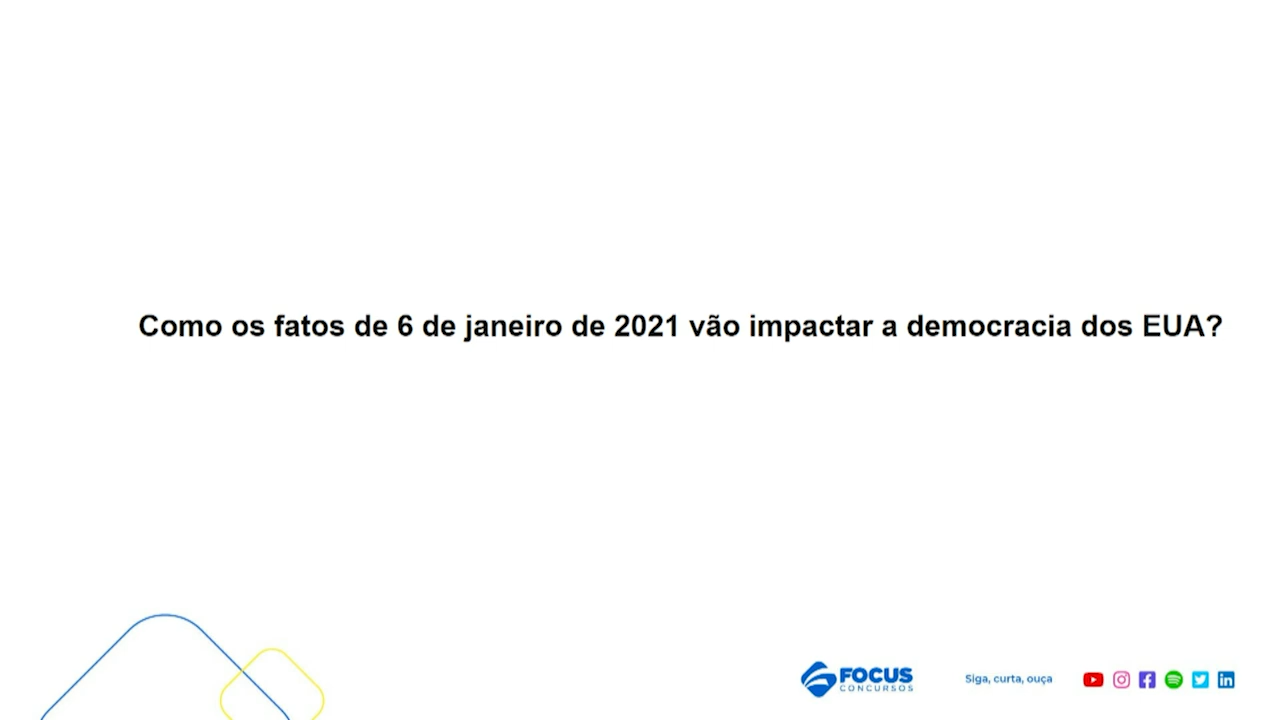 Como os fatos de 6 de janeiro de 2021 vão impactar a democracia dos EUA?
FOCUS
CONCURSOS
Siga, curta, ouça